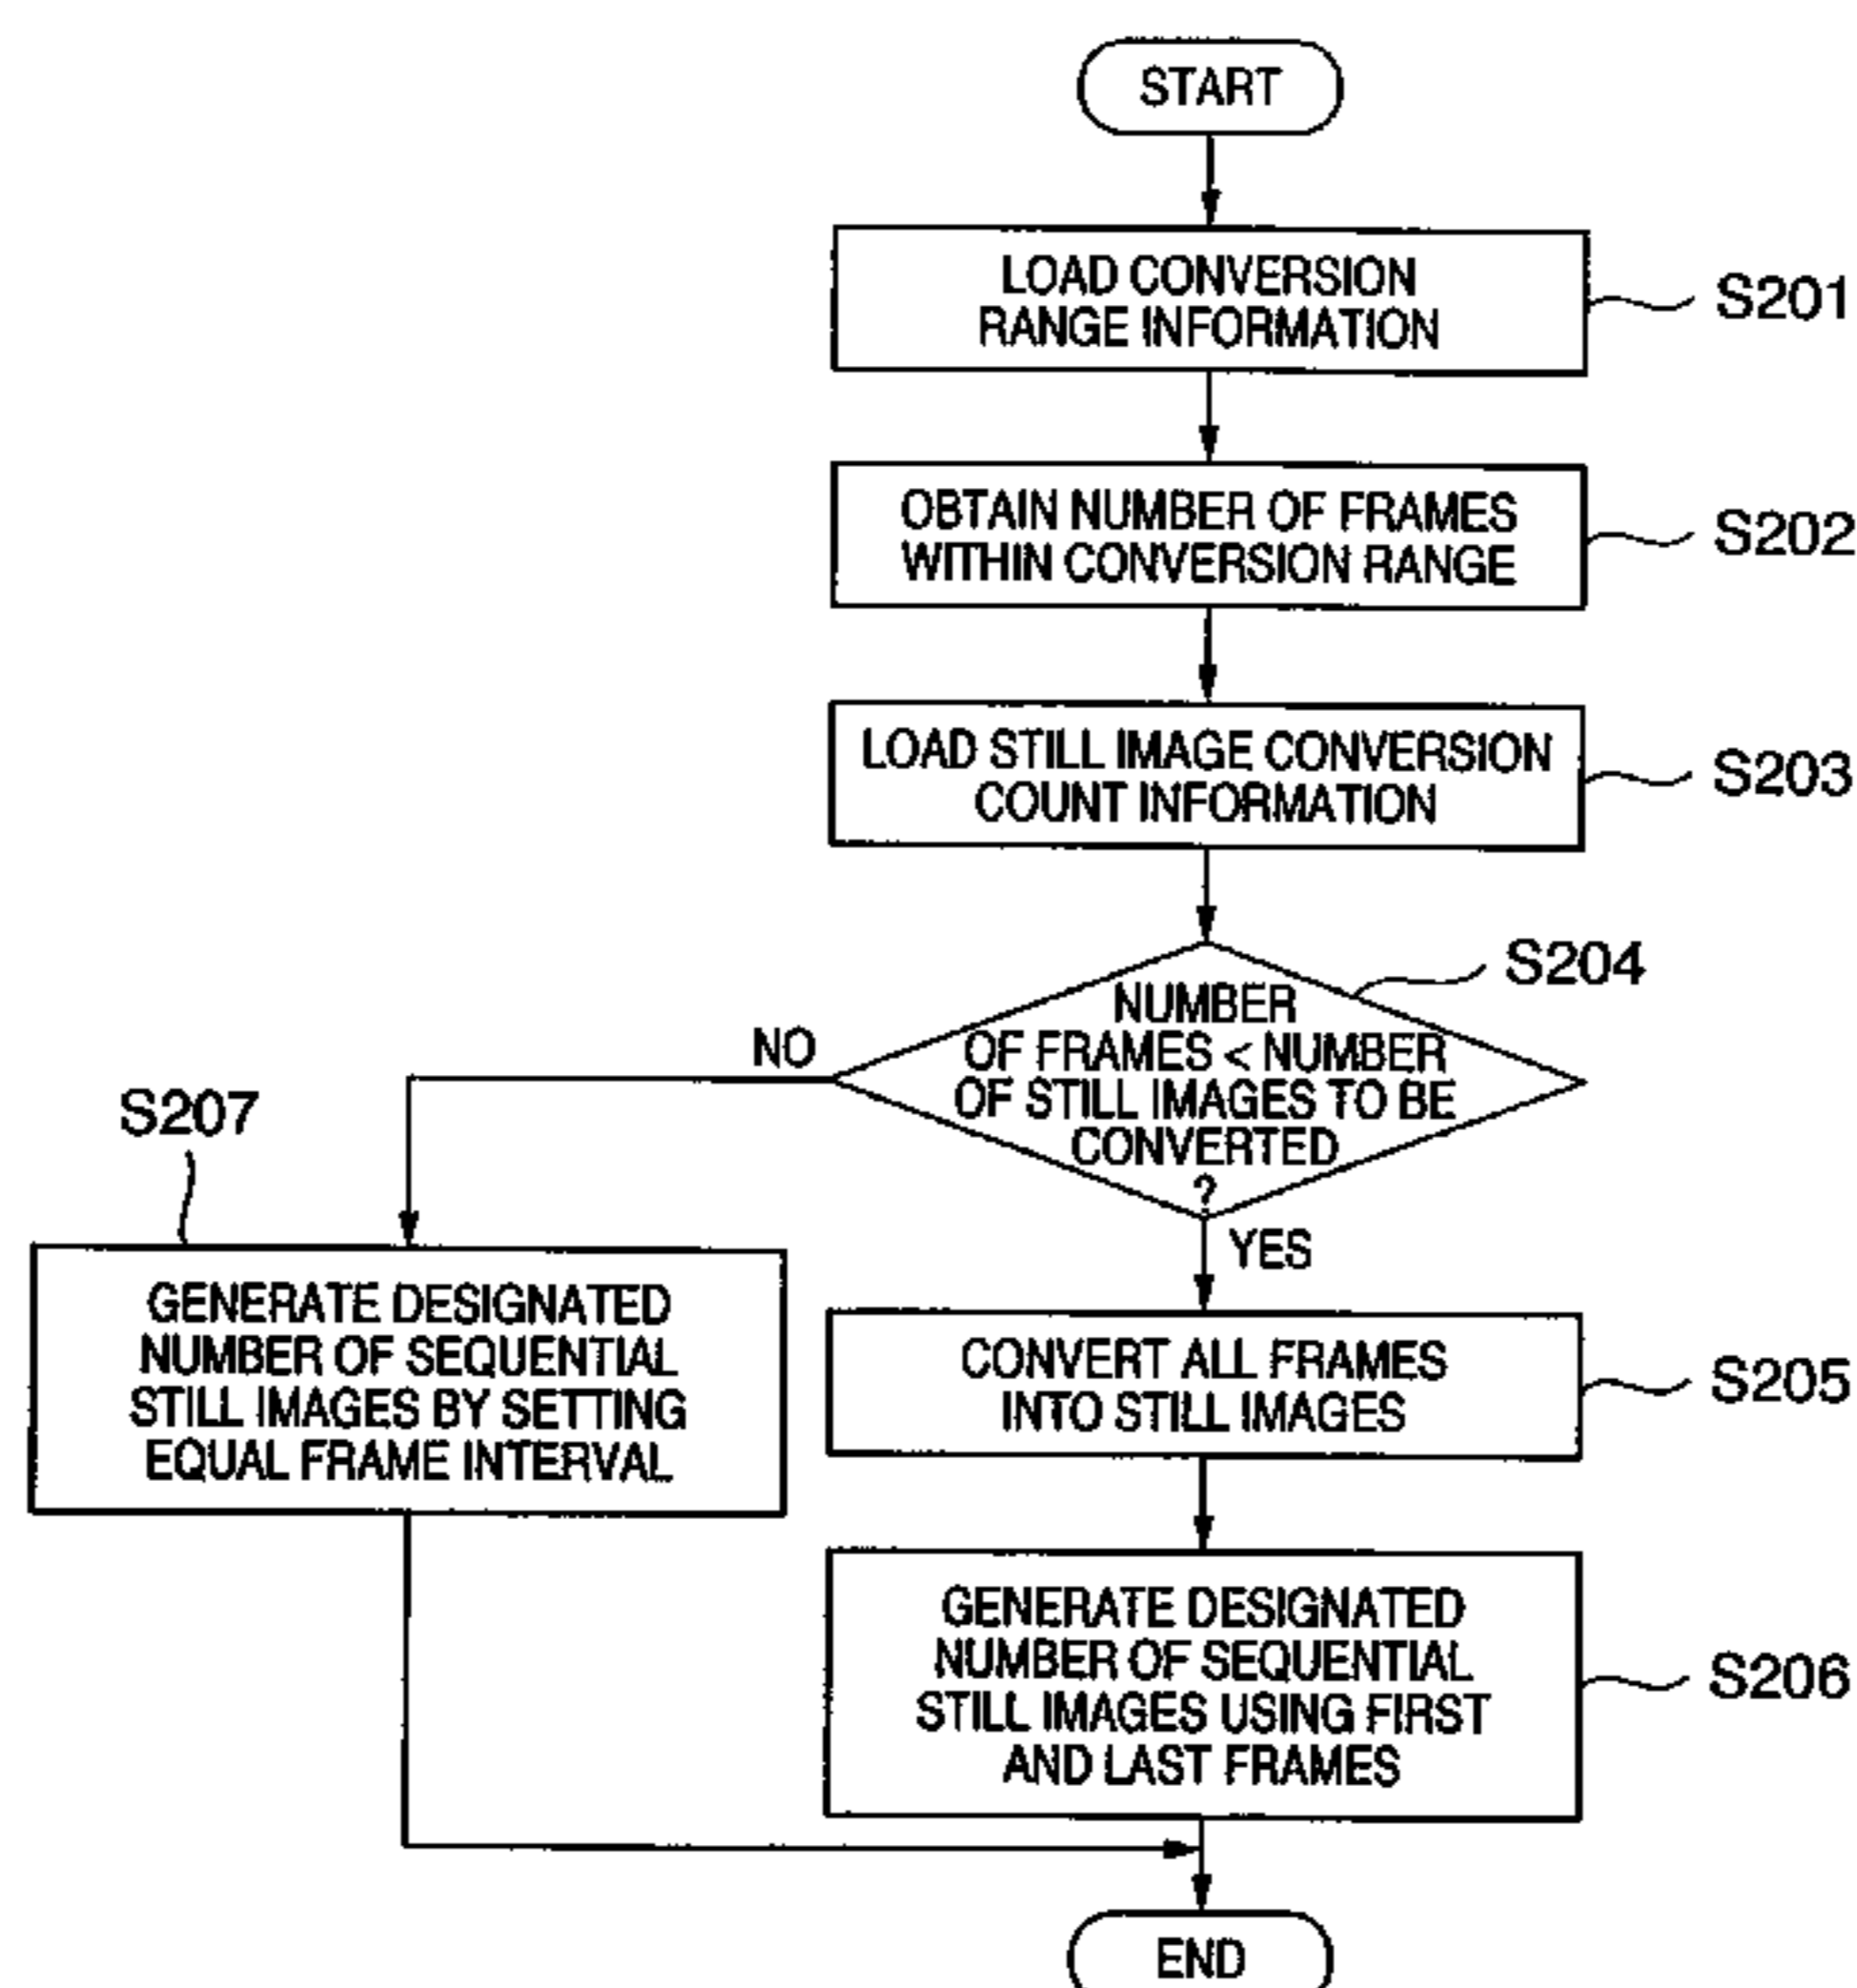 START
LOAD CONVERSION
RANGE INFORMATION
S201
OBTAIN NUMBER OF FRAMES
WITHIN CONVERSION RANGE
S202
LOAD STILL IMAGE CONVERSION
COUNT INFORMATION
S203
S204
NUMBER
OF FRAMES < NUMBER
OF STILL IMAGES TO BE
CONVERTED
?
NO
YES
S207
GENERATE DESIGNATED
NUMBER OF SEQUENTIAL
STILL IMAGES BY SETTING
EQUAL FRAME INTERVAL
CONVERT ALL FRAMES
INTO STILL IMAGES
S205
GENERATE DESIGNATED
NUMBER OF SEQUENTIAL
STILL IMAGES USING FIRST
AND LAST FRAMES
S206
END